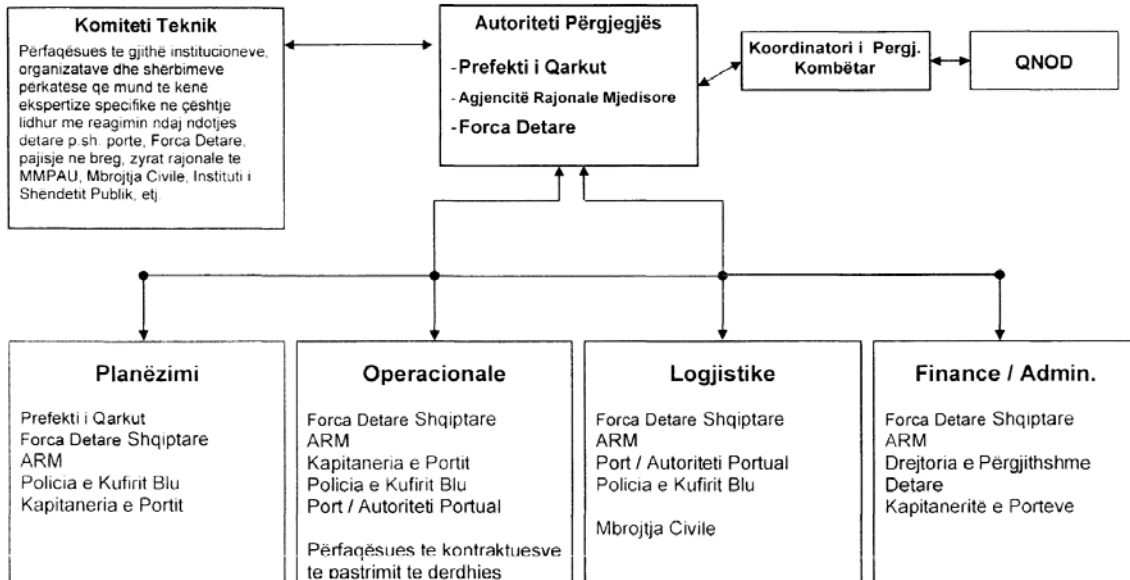 Komiteti Teknik
Përfaqësues te gjithë institucioneve,
organizatave dhe shërbimeve
përkatëse qe mund te kenë
ekspertize specifike ne çështje
lidhur me reagimin ndaj ndotjes
detare p.sh. porte, Forca Detare,
pajisje ne breg, zyrat rajonale te
MMPAU, Mbrojtja Civile, Instituti i
Shëndetit Publik, etj
Autoriteti Përgjegjës
-Prefekti i Qarkut
- Agjencitë Rajonale Mjedisore
- Forca Detare
Koordinatori i Pergj.
Kombëtar
QNOD
Planëzimi
Prefekti i Qarkut
Forca Detare Shqiptare
ARM
Policia e Kufirit Blu
Kapitaneria e Portit
Operacionale
Forca Detare Shqiptare
ARM
Kapitaneria e Portit
Policia e Kufirit Blu
Port / Autoriteti Portual
Përfaqësues te kontraktuesve
te pastrimit te derdhies
Logjistike
Forca Detare Shqiptare
ARM
Port / Autoriteti Portual
Policia e Kufirit Blu
Mbrojtja Civile
Finance / Admin.
Forca Detare Shqiptare
ARM
Drejtoria e Përgjithshme
Detare
Kapitaneritë e Porteve